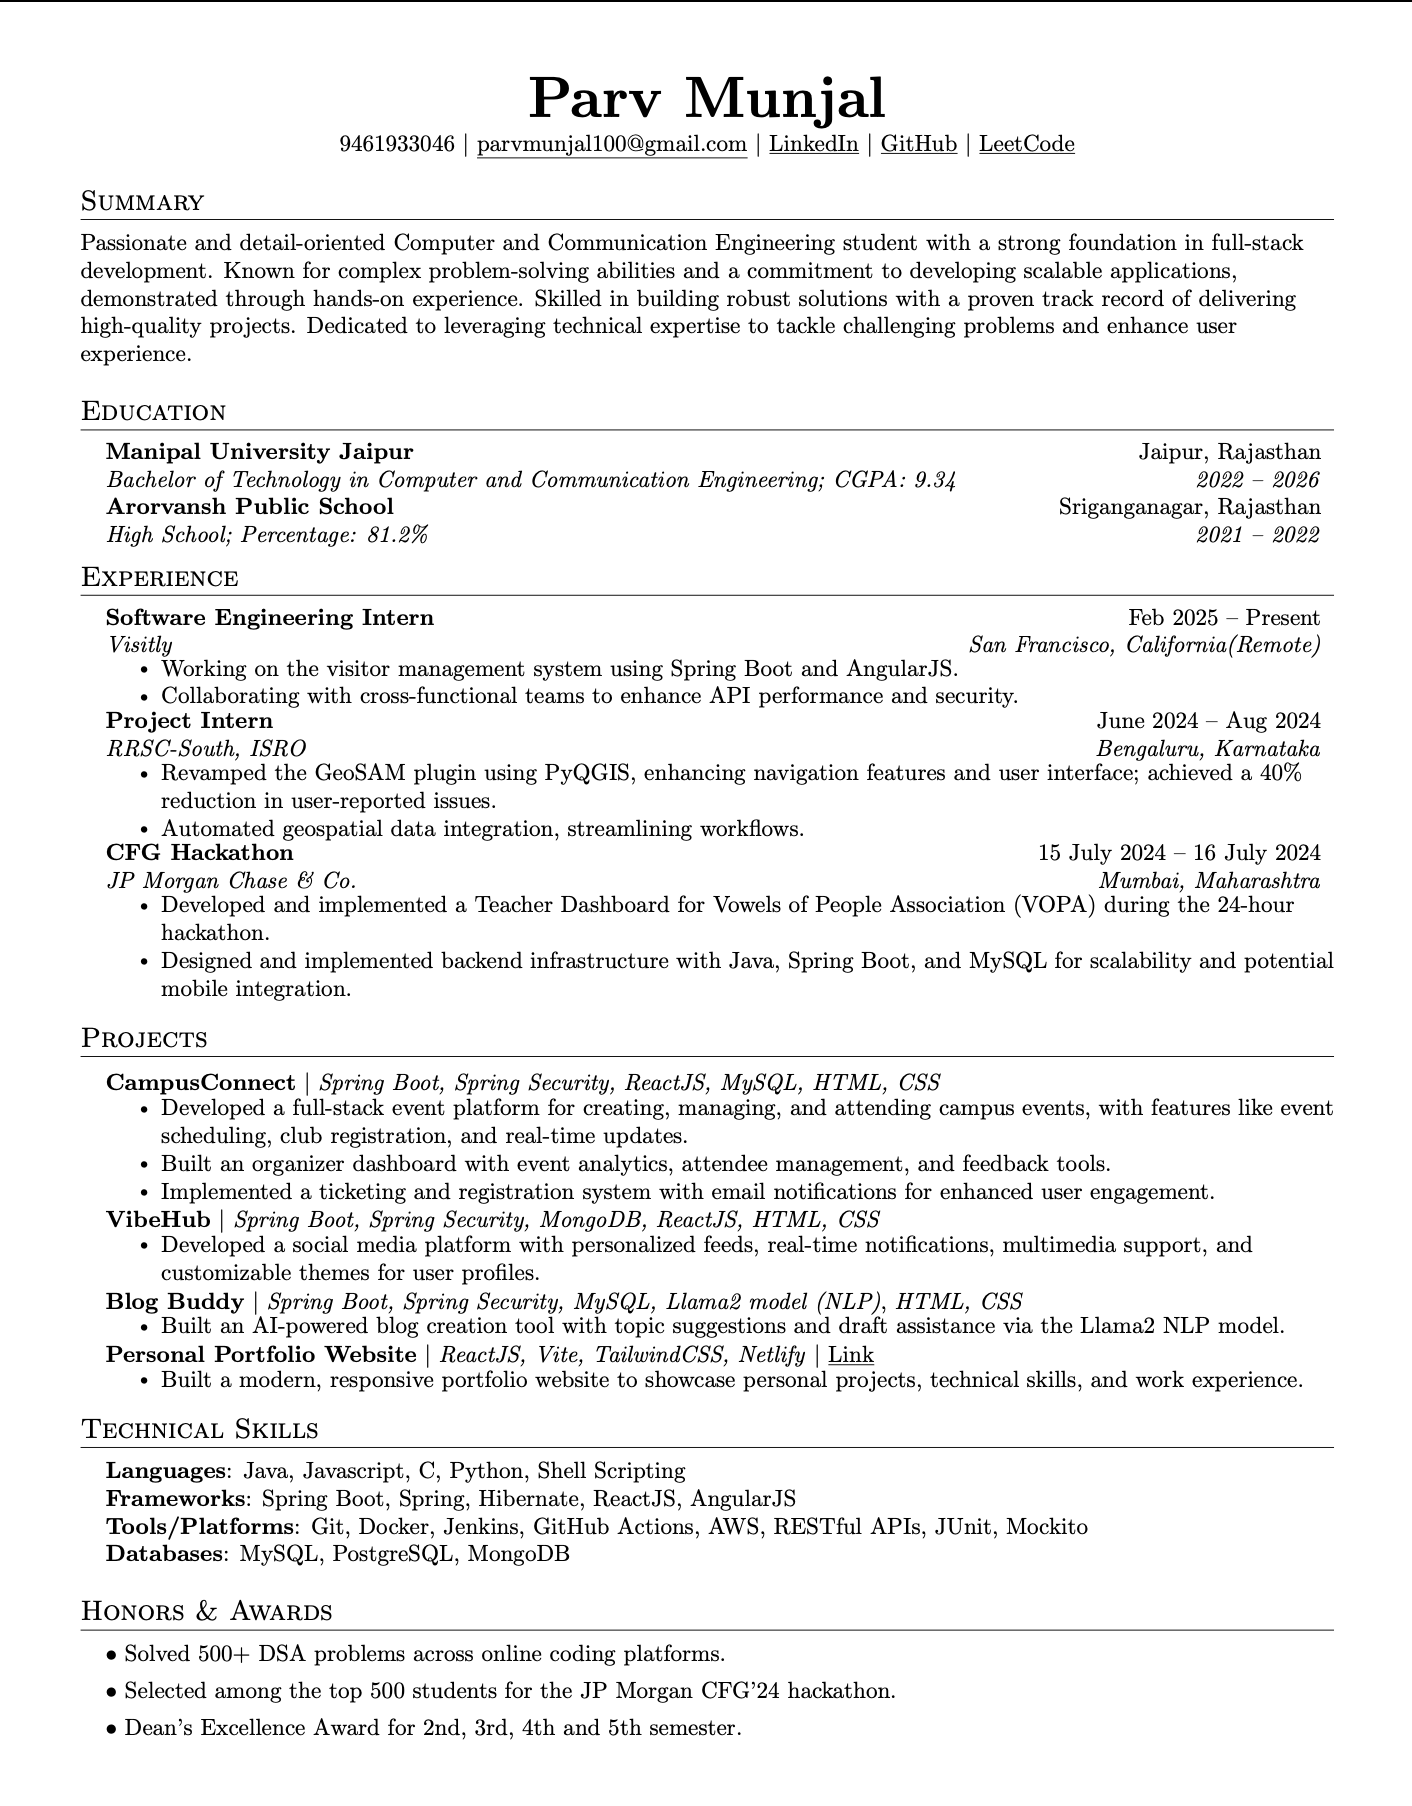 Parv Munjal
9461933046 | parvmunjal100@gmail.com | LinkedIn | GitHub | LeetCode
Summary
Passionate and detail-oriented Computer and Communication Engineering student with a strong foundation in full-stack
development. Known for complex problem-solving abilities and a commitment to developing scalable applications,
demonstrated through hands-on experience. Skilled in building robust solutions with a proven track record of delivering
high-quality projects. Dedicated to leveraging technical expertise to tackle challenging problems and enhance user
experience.
Education
Manipal University Jaipur Jaipur, Rajasthan
Bachelor of Technology in Computer and Communication Engineering; CGPA: 9.34 2022 – 2026
Arorvansh Public School Sriganganagar, Rajasthan
High School; Percentage: 81.2% 2021 – 2022
Experience
Software Engineering Intern Feb 2025 – Present
Visitly San Francisco, California(Remote)
• Working on the visitor management system using Spring Boot and AngularJS.
• Collaborating with cross-functional teams to enhance API performance and security.
Project Intern June 2024 – Aug 2024
RRSC-South, ISRO Bengaluru, Karnataka
• Revamped the GeoSAM plugin using PyQGIS, enhancing navigation features and user interface; achieved a 40%
reduction in user-reported issues.
• Automated geospatial data integration, streamlining workflows.
CFG Hackathon 15 July 2024 – 16 July 2024
JP Morgan Chase & Co. Mumbai, Maharashtra
• Developed and implemented a Teacher Dashboard for Vowels of People Association (VOPA) during the 24-hour
hackathon.
• Designed and implemented backend infrastructure with Java, Spring Boot, and MySQL for scalability and potential
mobile integration.
Projects
CampusConnect | Spring Boot, Spring Security, ReactJS, MySQL, HTML, CSS
• Developed a full-stack event platform for creating, managing, and attending campus events, with features like event
scheduling, club registration, and real-time updates.
• Built an organizer dashboard with event analytics, attendee management, and feedback tools.
• Implemented a ticketing and registration system with email notifications for enhanced user engagement.
VibeHub | Spring Boot, Spring Security, MongoDB, ReactJS, HTML, CSS
• Developed a social media platform with personalized feeds, real-time notifications, multimedia support, and
customizable themes for user profiles.
Blog Buddy | Spring Boot, Spring Security, MySQL, Llama2 model (NLP), HTML, CSS
• Built an AI-powered blog creation tool with topic suggestions and draft assistance via the Llama2 NLP model.
Personal Portfolio Website | ReactJS, Vite, TailwindCSS, Netlify | Link
• Built a modern, responsive portfolio website to showcase personal projects, technical skills, and work experience.
Technical Skills
Languages: Java, Javascript, C, Python, Shell Scripting
Frameworks: Spring Boot, Spring, Hibernate, ReactJS, AngularJS
Tools/Platforms: Git, Docker, Jenkins, GitHub Actions, AWS, RESTful APIs, JUnit, Mockito
Databases: MySQL, PostgreSQL, MongoDB
Honors & Awards
• Solved 500+ DSA problems across online coding platforms.
• Selected among the top 500 students for the JP Morgan CFG'24 hackathon.
• Dean's Excellence Award for 2nd, 3rd, 4th and 5th semester.